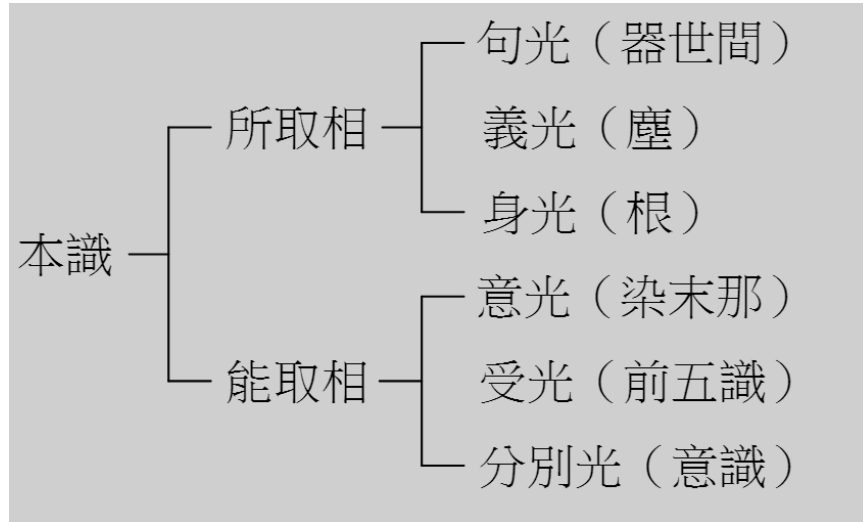 句光（器世間）
所取相
義光（塵）
身光（根）
本識
意光（染末那）
能取相
受光（前五識）
分別光（意識）